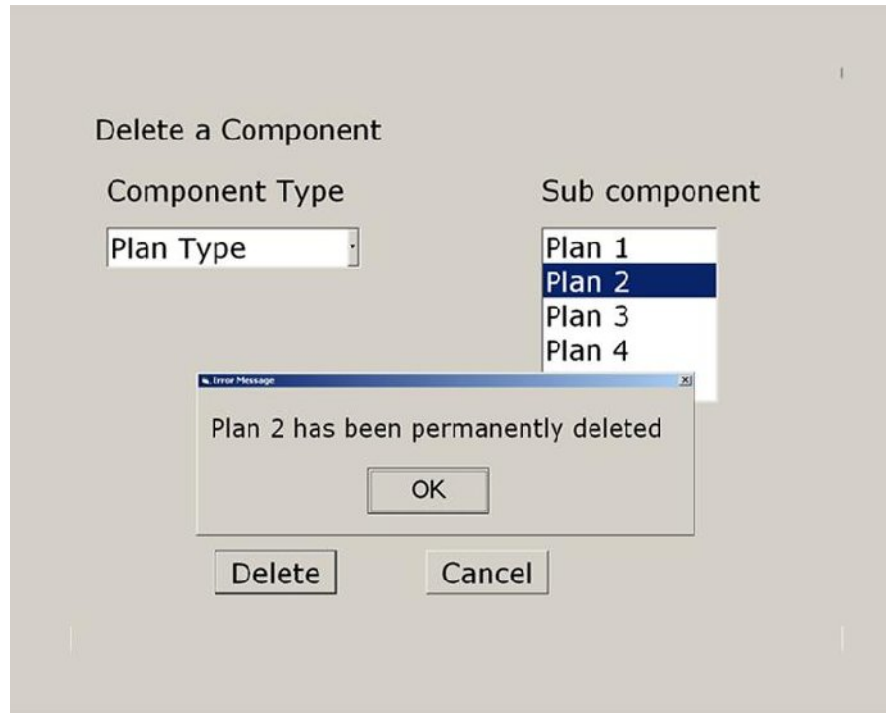 Delete a Component
Component Type
Sub component
Plan Type
Plan 1
Plan 2
Plan 3
Plan 4
Error Message
Plan 2 has been permanently deleted
OK
Delete
Cancel